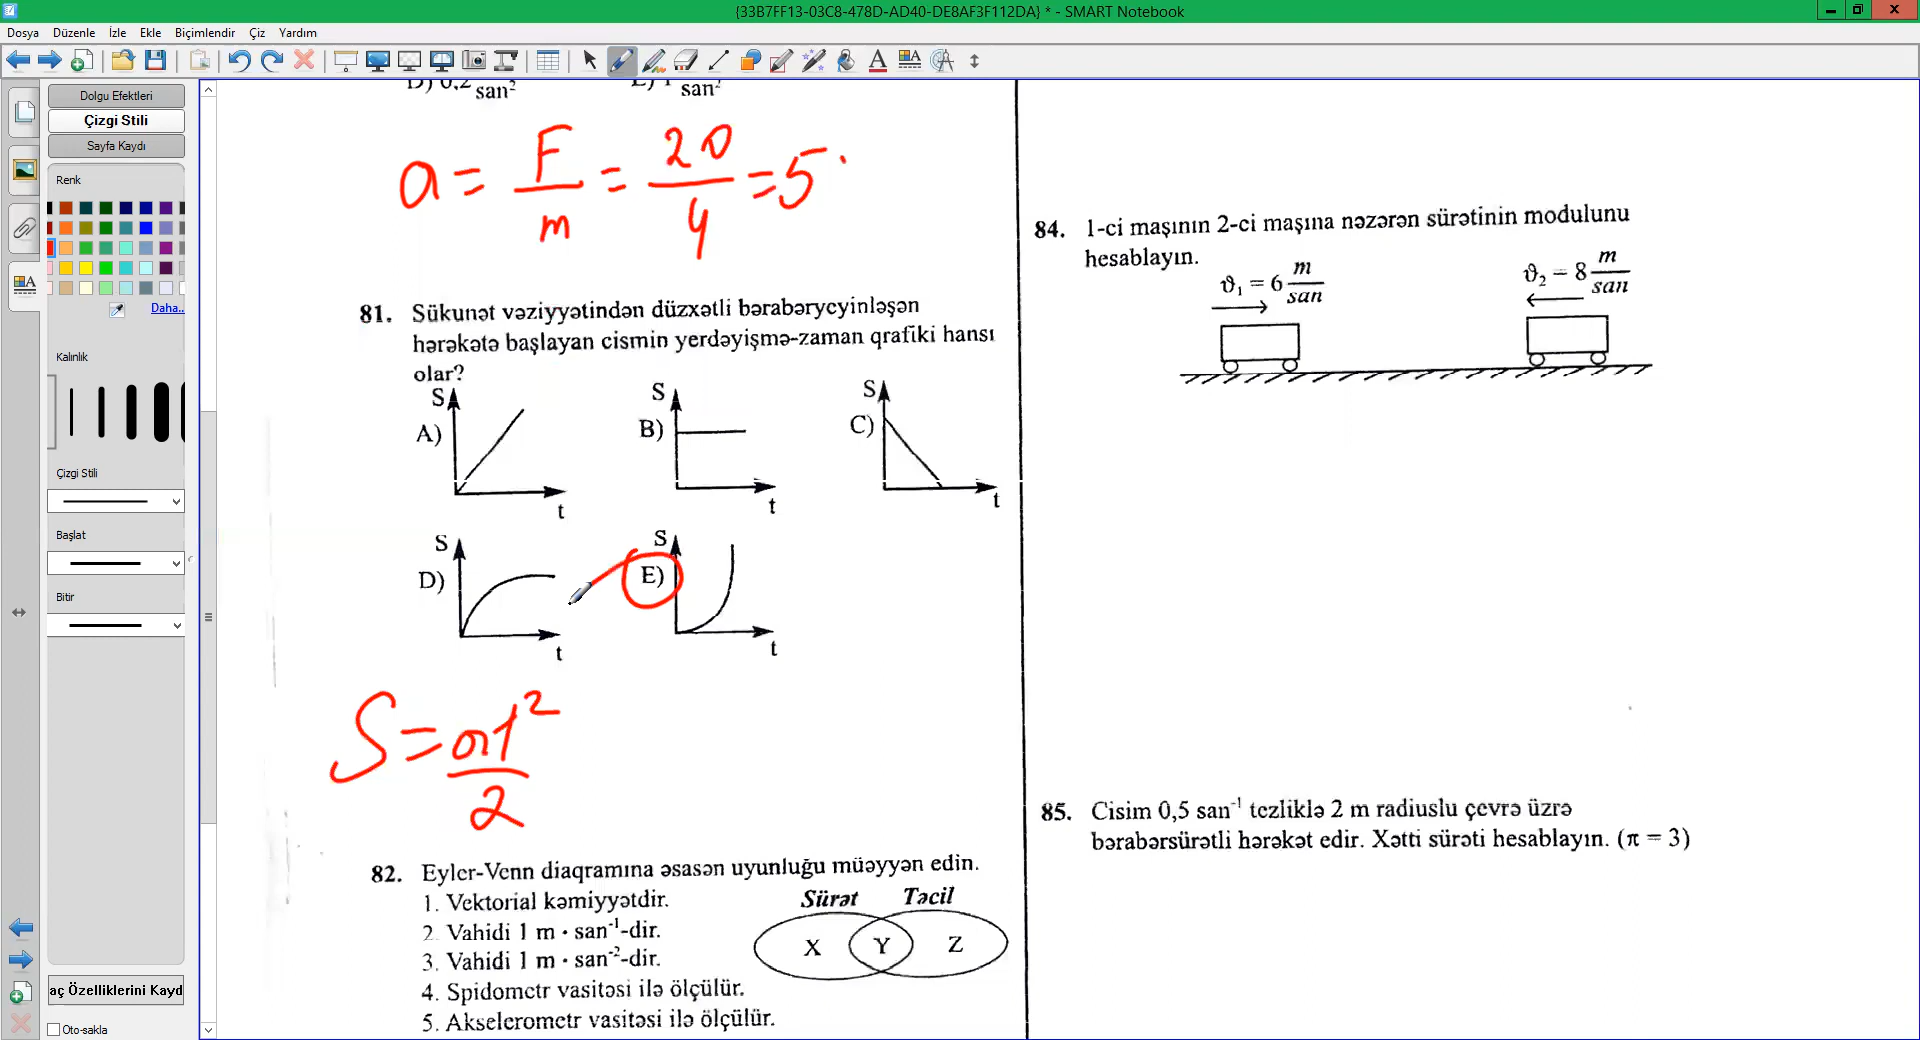 {33B7FF13-03C8-478D-AD40-DE8AF3F112DA} * - SMART Notebook
Dosya Düzenle İzle Ekle Biçimlendir Çiz Yardım
Dolgu Efektleri
Çizgi Stili
Sayfa Kaydı
Renk
Daha..
Kalınlık
Çizgi Stili
Başlat
Bitir
aç Özelliklerini Kayd
Oto-sakla
D) 0,2 san²
san²
a = F/m = 20/4 = 5
81. Sükunət vəziyyətindən düzxətli bərabəryeyinləşən
hərəkətə başlayan cismin yerdəyişmə-zaman qrafiki hansı
olar?
A) S t
B) S t
C) S t
D) S t
E) S t
S = at²/2
82. Eyler-Venn diaqramına əsasən uyunluğu müəyyən edin.
1. Vektorial kəmiyyətdir.
2. Vahidi 1 m · san⁻¹-dir.
3. Vahidi 1 m · san⁻²-dir.
4. Spidometr vasitəsi ilə ölçülür.
5. Akselerometr vasitəsi ilə ölçülür.
Sürət Təcil
X Y Z
84. 1-ci maşının 2-ci maşına nəzərən sürətinin modulunu
hesablayın.
ϑ₁ = 6 m/san
ϑ₂ = 8 m/san
85. Cisim 0,5 san⁻¹ tezliklə 2 m radiuslu çevrə üzrə
bərabərsürətli hərəkət edir. Xətti sürəti hesablayın. (π = 3)